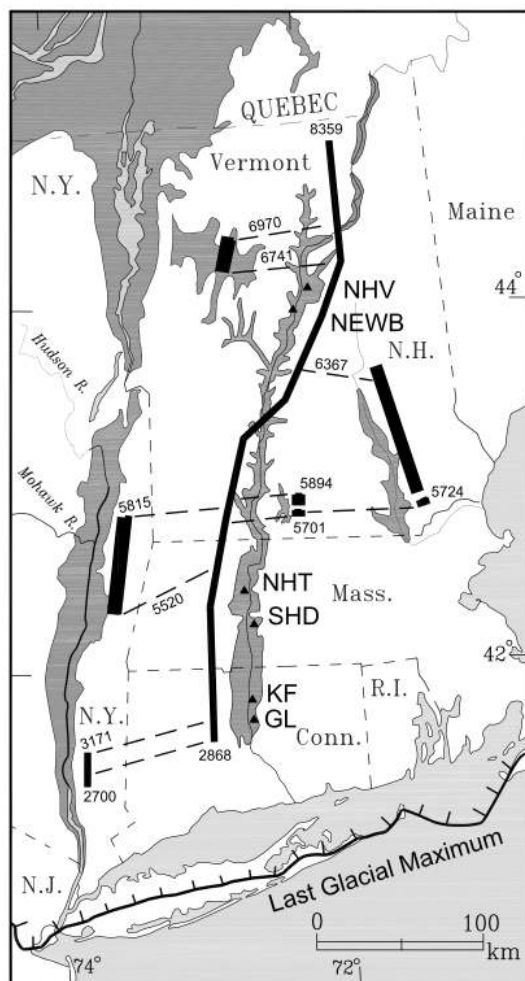 QUEBEC
8359
Vermont
N.Y.
Maine
6970
6741
44°
NHV
NEWB
N.H.
Hudson R.
6367
Mohawk R.
5815
5894
5724
5701
NHT
Mass.
SHD
5520
42°
KF
R.I.
N.Y.
GL
3171
Conn.
2868
2700
Last Glacial Maximum
N.J.
0 100
km
74° 72°